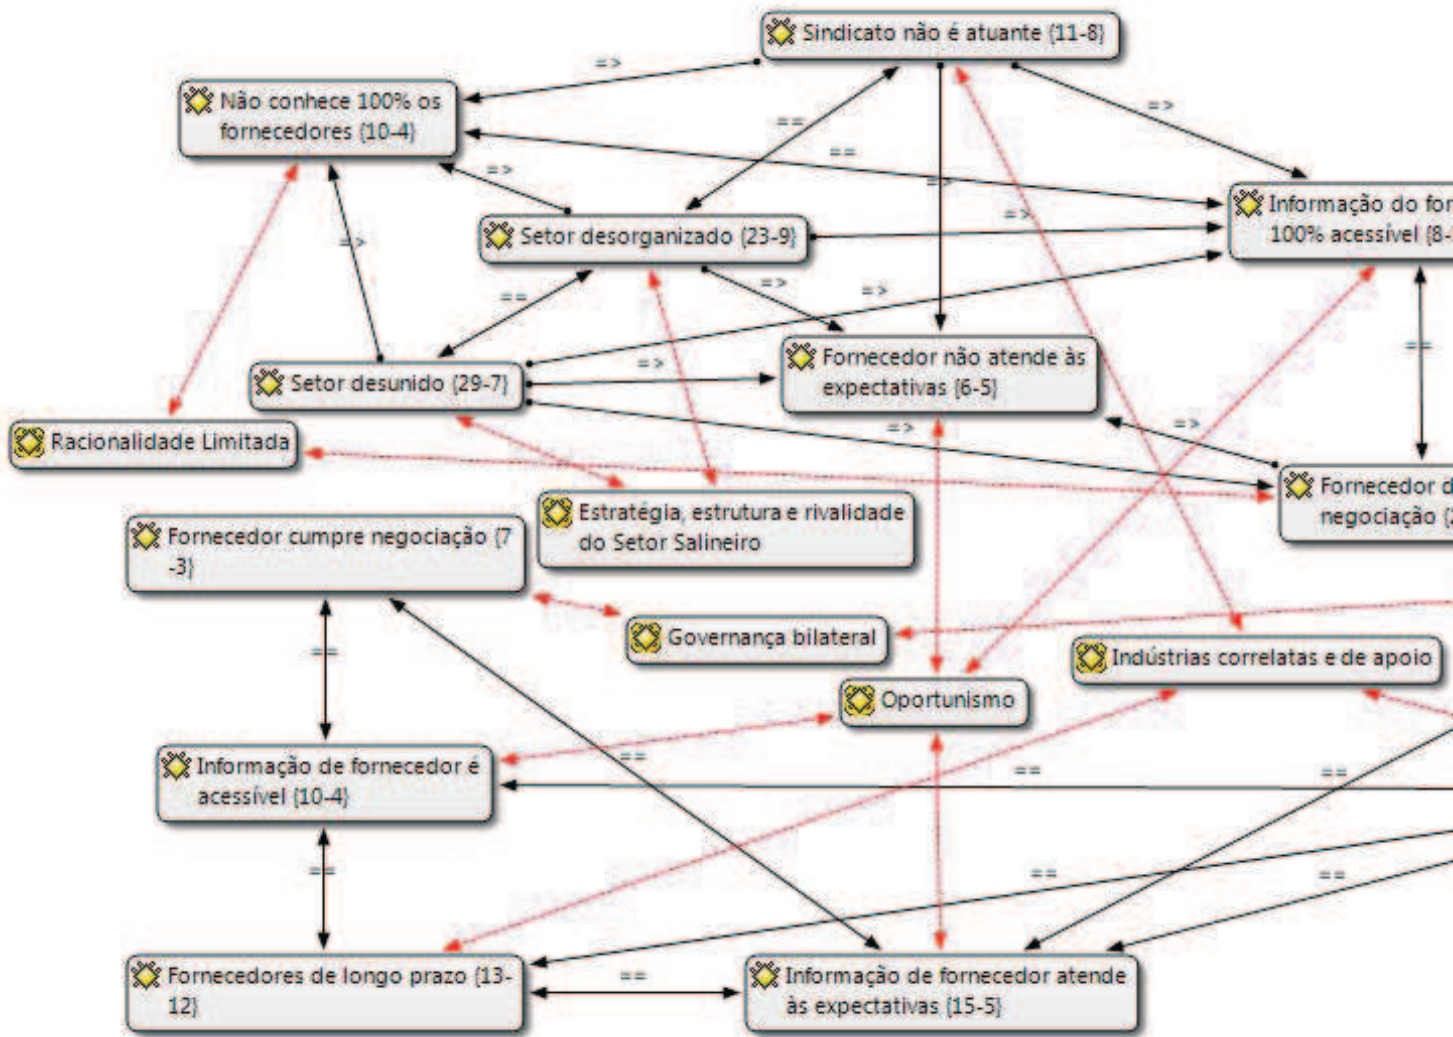 Sindicato não é atuante {11-8}
=>
Não conhece 100% os
fornecedores {10-4}
==
=>
==
=>
=>
Informação do for
100% acessível {8-
Setor desorganizado {23-9}
=>
=>
==
=>
=>
=>
Fornecedor não atende às
expectativas {6-5}
==
Setor desunido {29-7}
=>
=>
=>
Racionalidade Limitada
Fornecedor d
negociação {2
Estratégia, estrutura e rivalidade
do Setor Salineiro
Fornecedor cumpre negociação {7
-3}
Governança bilateral
Indústrias correlatas e de apoio
==
Oportunismo
Informação de fornecedor é
acessível {10-4}
==
==
==
==
==
==
Fornecedores de longo prazo {13-
12}
==
Informação de fornecedor atende
às expectativas {15-5}